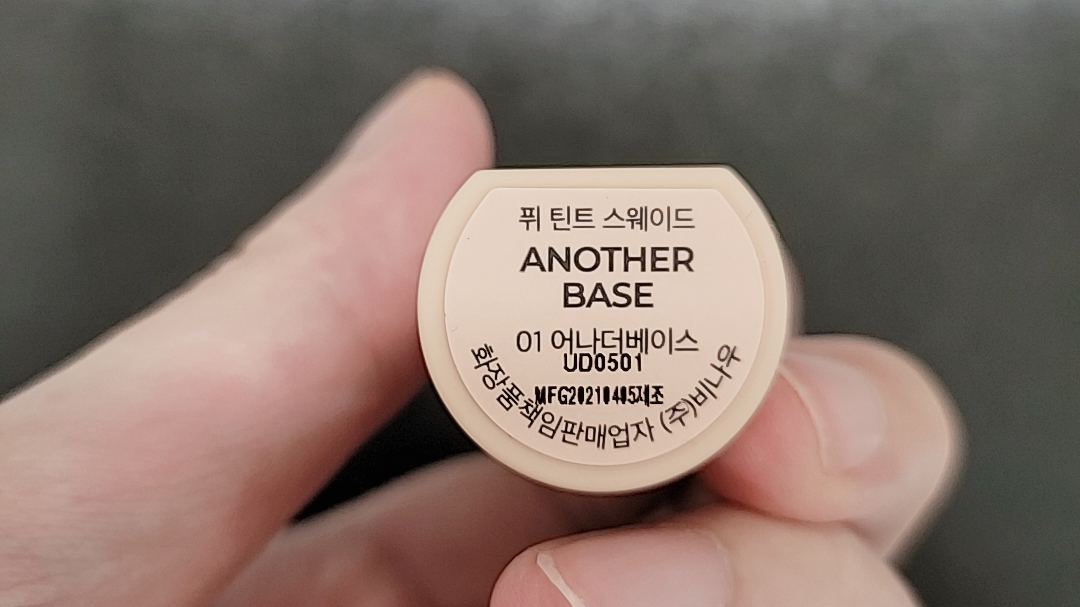 퓌 틴트 스웨이드
ANOTHER
BASE
01 어나더베이스
UD0501
MFG20210405제조
화장품책임판매업자 (주)비나우